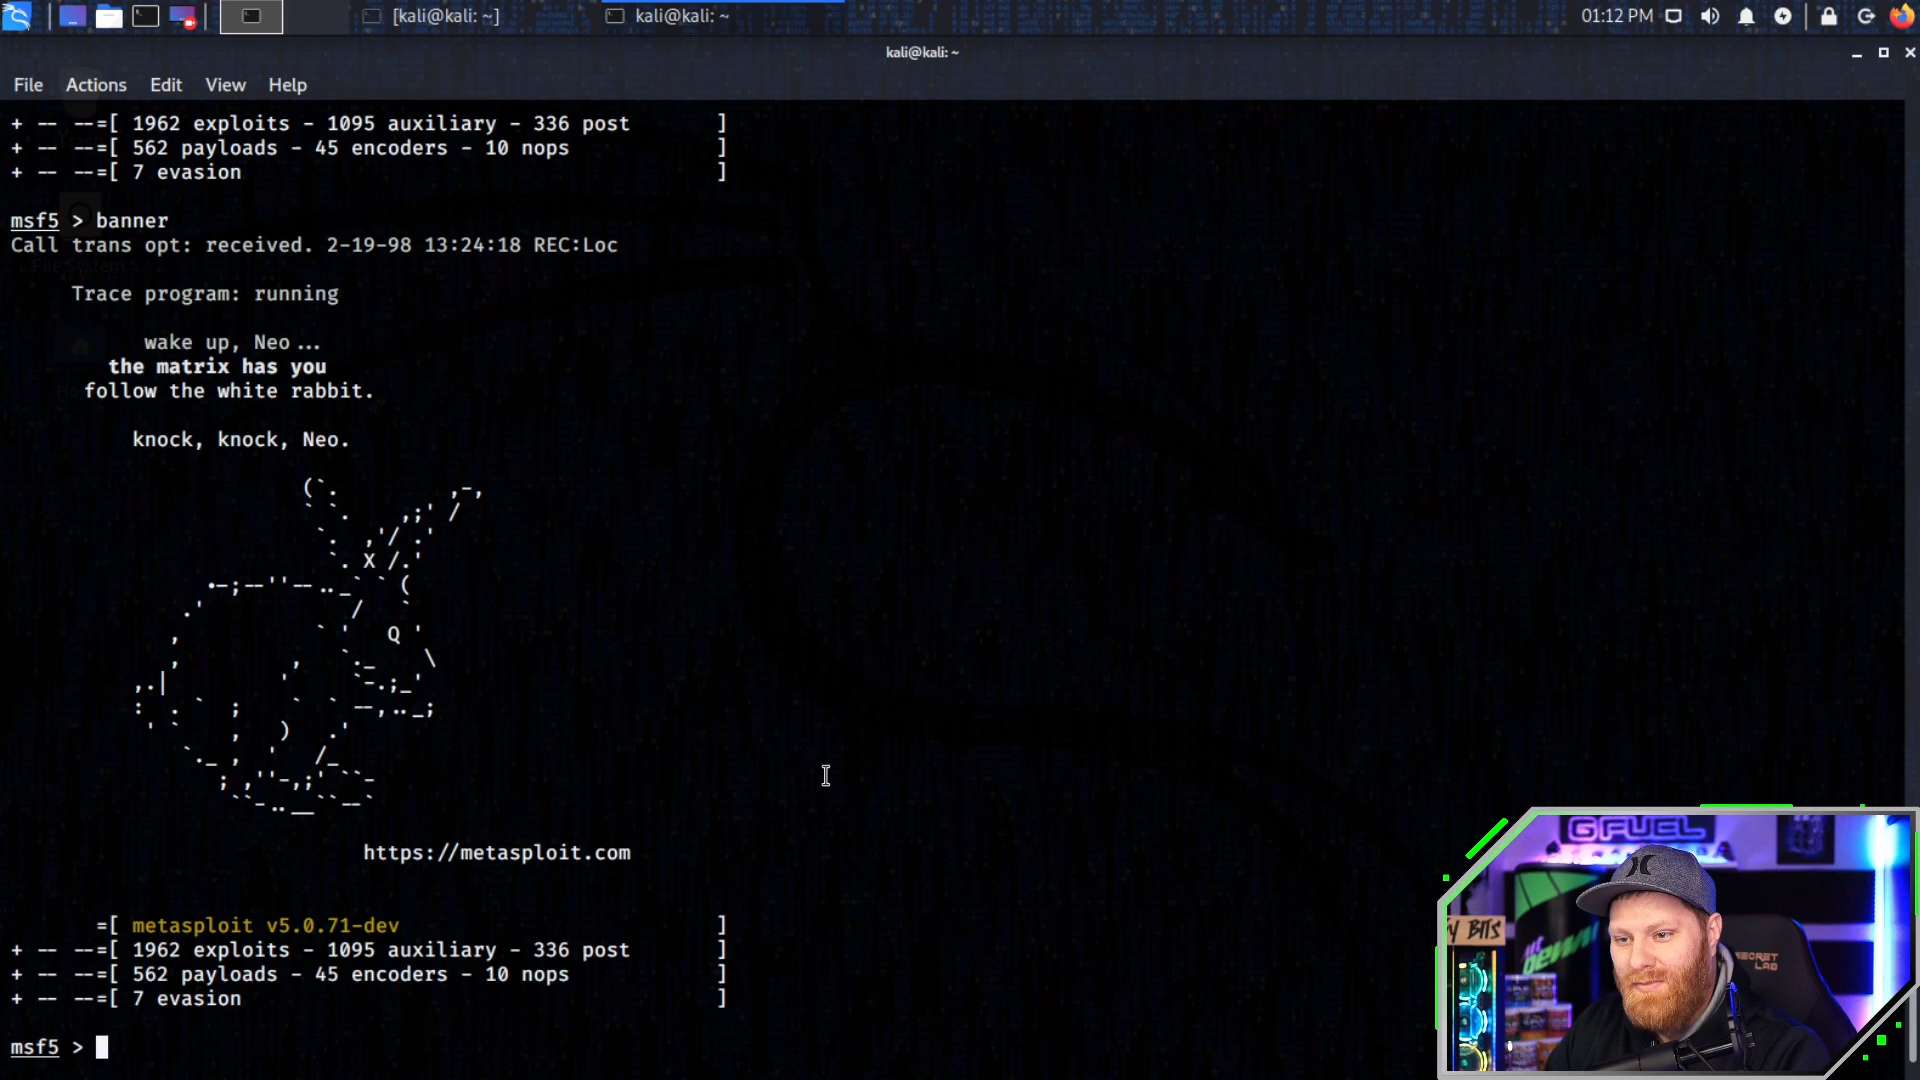 [kali@kali: ~]
kali@kali: ~
01:12 PM
kali@kali: ~
File Actions Edit View Help
+ -- --=[ 1962 exploits - 1095 auxiliary - 336 post ]
+ -- --=[ 562 payloads - 45 encoders - 10 nops ]
+ -- --=[ 7 evasion ]
msf5 > banner
Call trans opt: received. 2-19-98 13:24:18 REC:Loc
Trace program: running
wake up, Neo...
the matrix has you
follow the white rabbit.
knock, knock, Neo.
https://metasploit.com
=[ metasploit v5.0.71-dev ]
+ -- --=[ 1962 exploits - 1095 auxiliary - 336 post ]
+ -- --=[ 562 payloads - 45 encoders - 10 nops ]
+ -- --=[ 7 evasion ]
msf5 >
G FUEL
Y BITS
SECRET
LAB